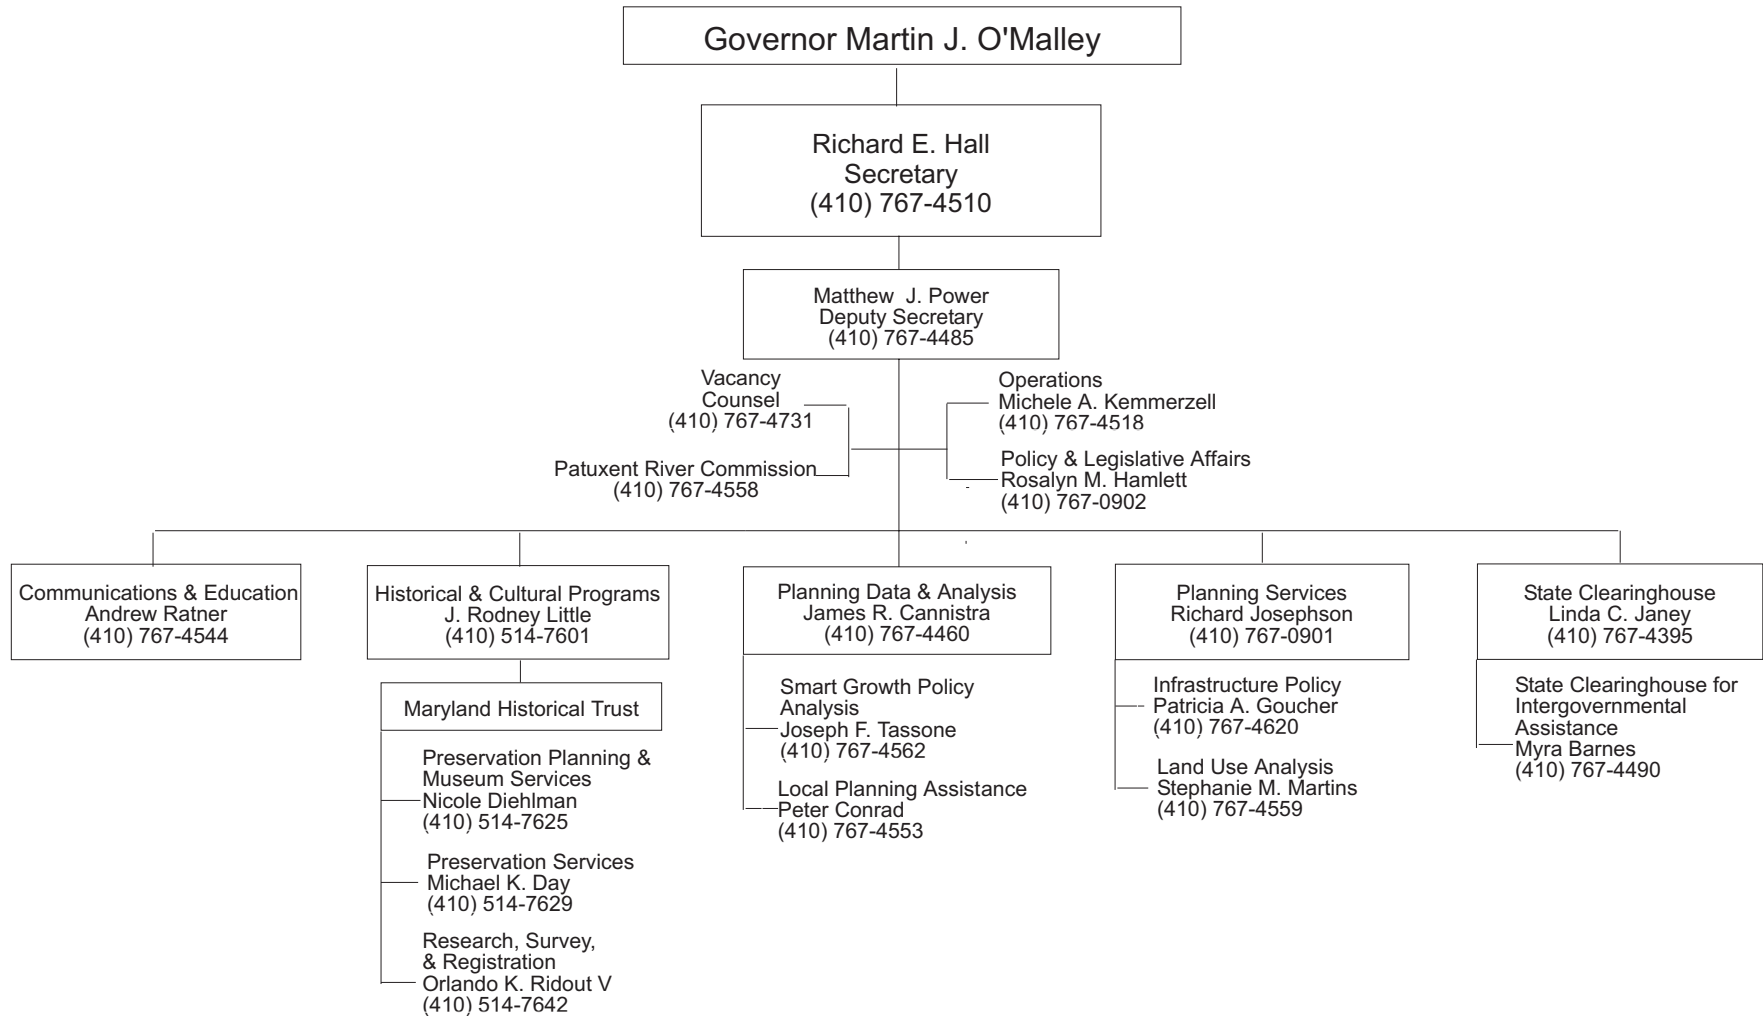 Governor Martin J. O'Malley
Richard E. Hall
Secretary
(410) 767-4510
Matthew J. Power
Deputy Secretary
(410) 767-4485
Vacancy
Counsel
(410) 767-4731
Patuxent River Commission
(410) 767-4558
Operations
Michele A. Kemmerzell
(410) 767-4518
Policy & Legislative Affairs
Rosalyn M. Hamlett
(410) 767-0902
Communications & Education
Andrew Ratner
(410) 767-4544
Historical & Cultural Programs
J. Rodney Little
(410) 514-7601
Maryland Historical Trust
Preservation Planning &
Museum Services
Nicole Diehlman
(410) 514-7625
Preservation Services
Michael K. Day
(410) 514-7629
Research, Survey,
& Registration
Orlando K. Ridout V
(410) 514-7642
Planning Data & Analysis
James R. Cannistra
(410) 767-4460
Smart Growth Policy
Analysis
Joseph F. Tassone
(410) 767-4562
Local Planning Assistance
Peter Conrad
(410) 767-4553
Planning Services
Richard Josephson
(410) 767-0901
Infrastructure Policy
Patricia A. Goucher
(410) 767-4620
Land Use Analysis
Stephanie M. Martins
(410) 767-4559
State Clearinghouse
Linda C. Janey
(410) 767-4395
State Clearinghouse for
Intergovernmental
Assistance
Myra Barnes
(410) 767-4490